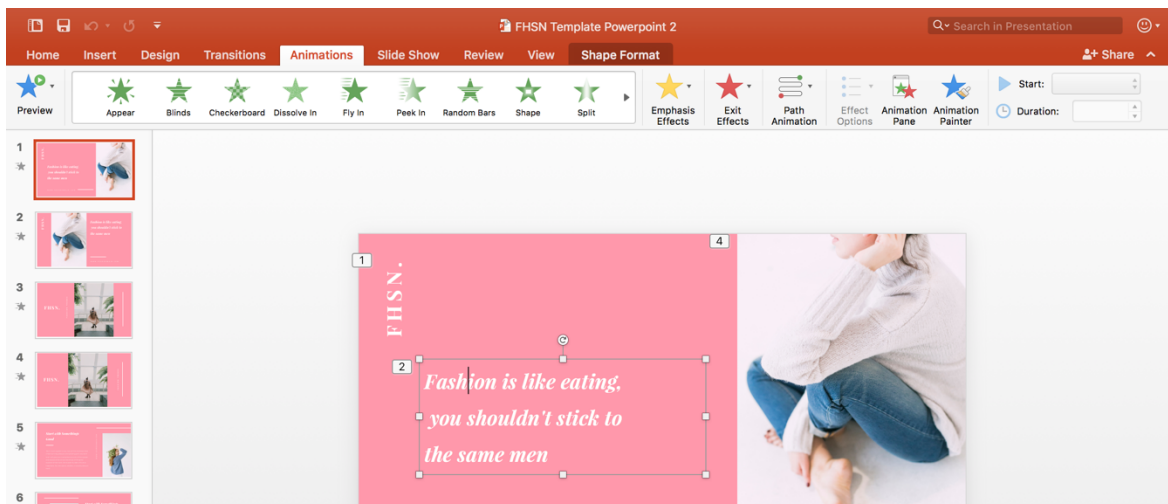 FHSN Template Powerpoint 2
Search in Presentation
Home Insert Design Transitions Animations Slide Show Review View Shape Format Share
Preview Appear Blinds Checkerboard Dissolve In Fly In Peek In Random Bars Shape Split Emphasis Effects Exit Effects Path Animation Effect Options Animation Pane Animation Painter Start:
Duration:
1
2
3
4
5
6
1
4
FHSN.
2
Fashion is like eating,
you shouldn't stick to
the same men